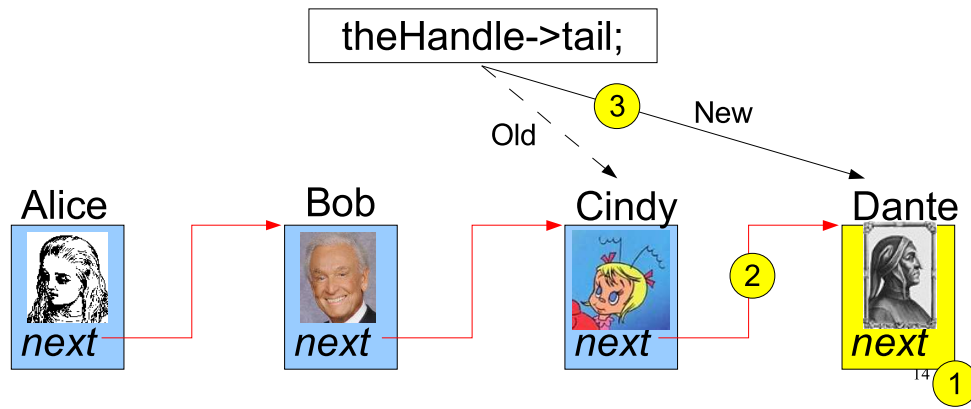 theHandle->tail;
3
New
Old
Alice
Bob
Cindy
Dante
2
next
next
next
next
14
1